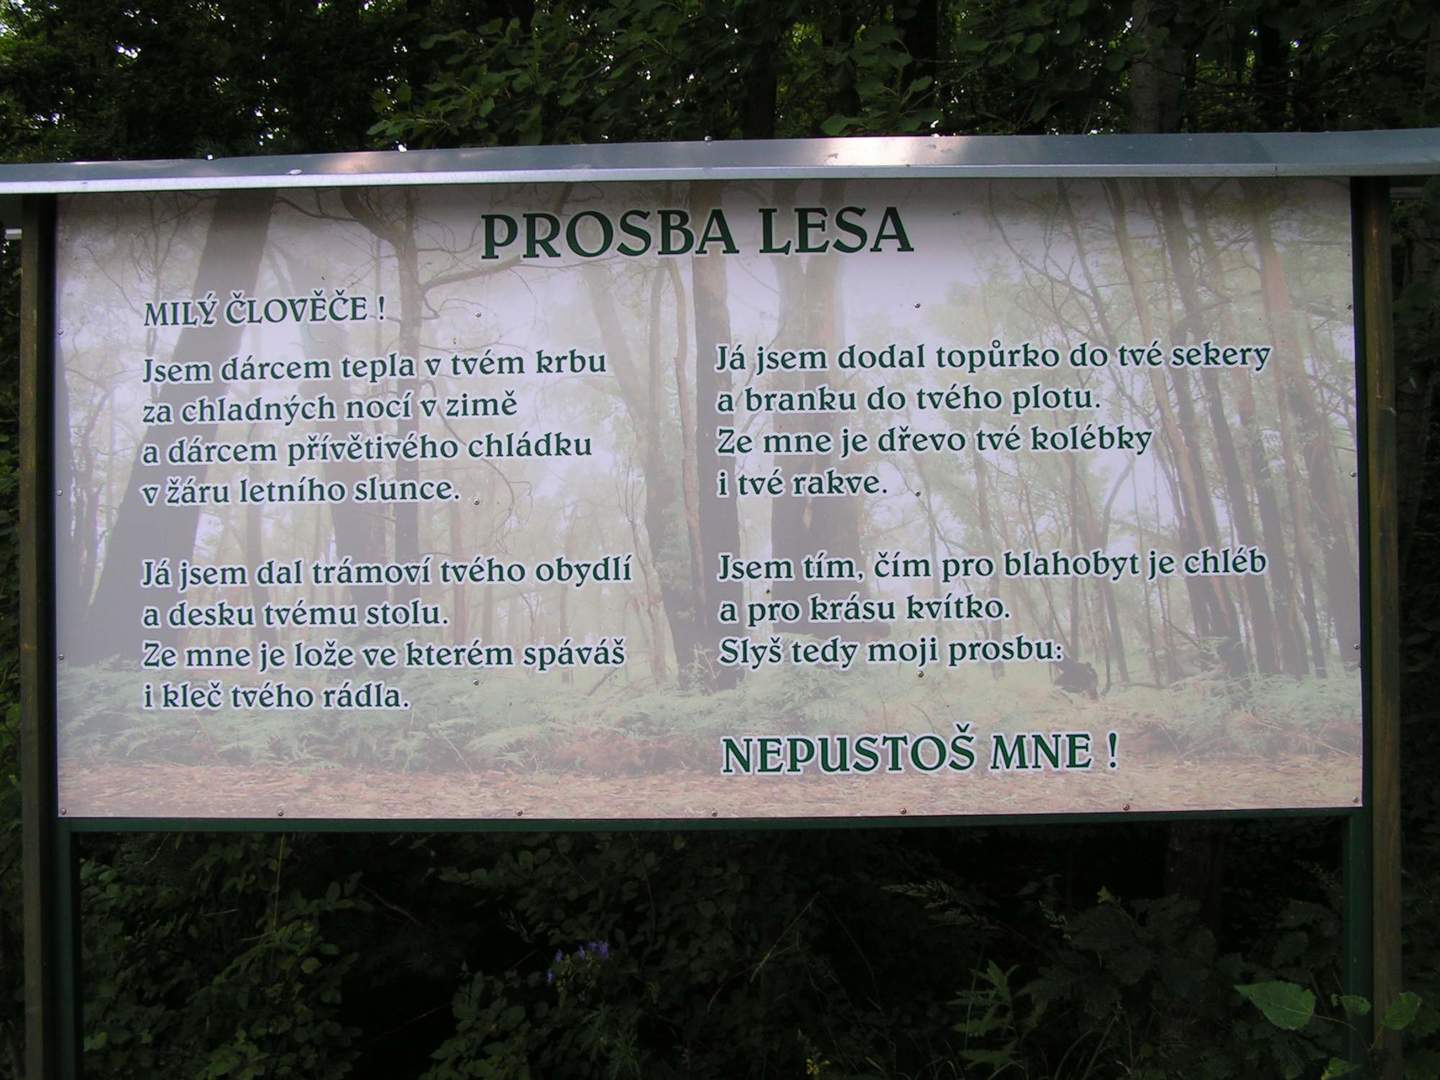 PROSBA LESA
MILÝ ČLOVĚČE !
Jsem dárcem tepla v tvém krbu
za chladných nocí v zimě
a dárcem přívětivého chládku
v žáru letního slunce.
Já jsem dal trámoví tvého obydlí
a desku tvému stolu.
Ze mne je lože ve kterém spáváš
i kleč tvého rádla.
Já jsem dodal topůrko do tvé sekery
a branku do tvého plotu.
Ze mne je dřevo tvé kolébky
i tvé rakve.
Jsem tím, čím pro blahobyt je chléb
a pro krásu kvítko.
Slyš tedy moji prosbu:
NEPUSTOŠ MNE !